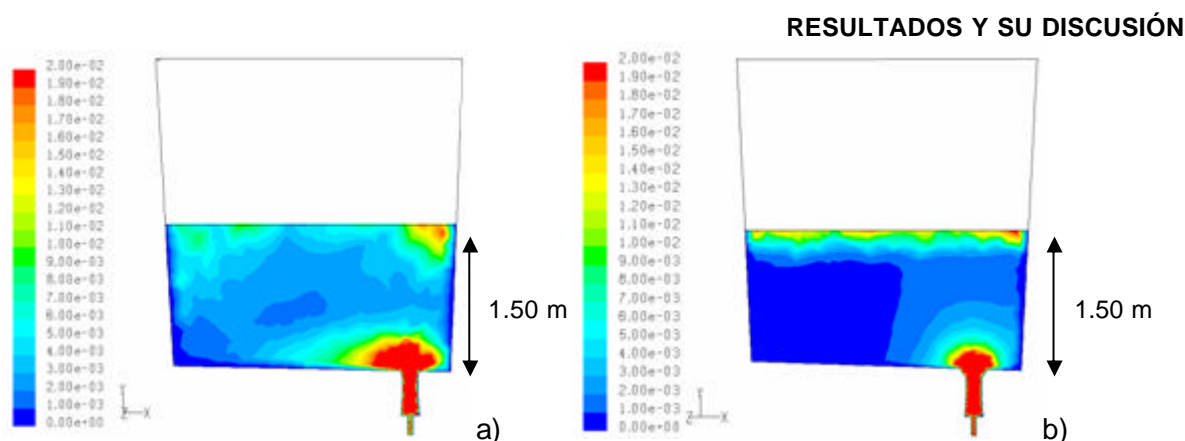 RESULTADOS Y SU DISCUSIÓN
2.00e-02
1.90e-02
1.80e-02
1.70e-02
1.60e-02
1.50e-02
1.40e-02
1.30e-02
1.20e-02
1.10e-02
1.00e-02
9.00e-03
8.00e-03
7.00e-03
6.00e-03
5.00e-03
4.00e-03
3.00e-03
2.00e-03
1.00e-03
0.00e+00
Z
X
1.50 m
a)
2.00e-02
1.90e-02
1.80e-02
1.70e-02
1.60e-02
1.50e-02
1.40e-02
1.30e-02
1.20e-02
1.10e-02
1.00e-02
9.00e-03
8.00e-03
7.00e-03
6.00e-03
5.00e-03
4.00e-03
3.00e-03
2.00e-03
1.00e-03
0.00e+00
Z
X
1.50 m
b)